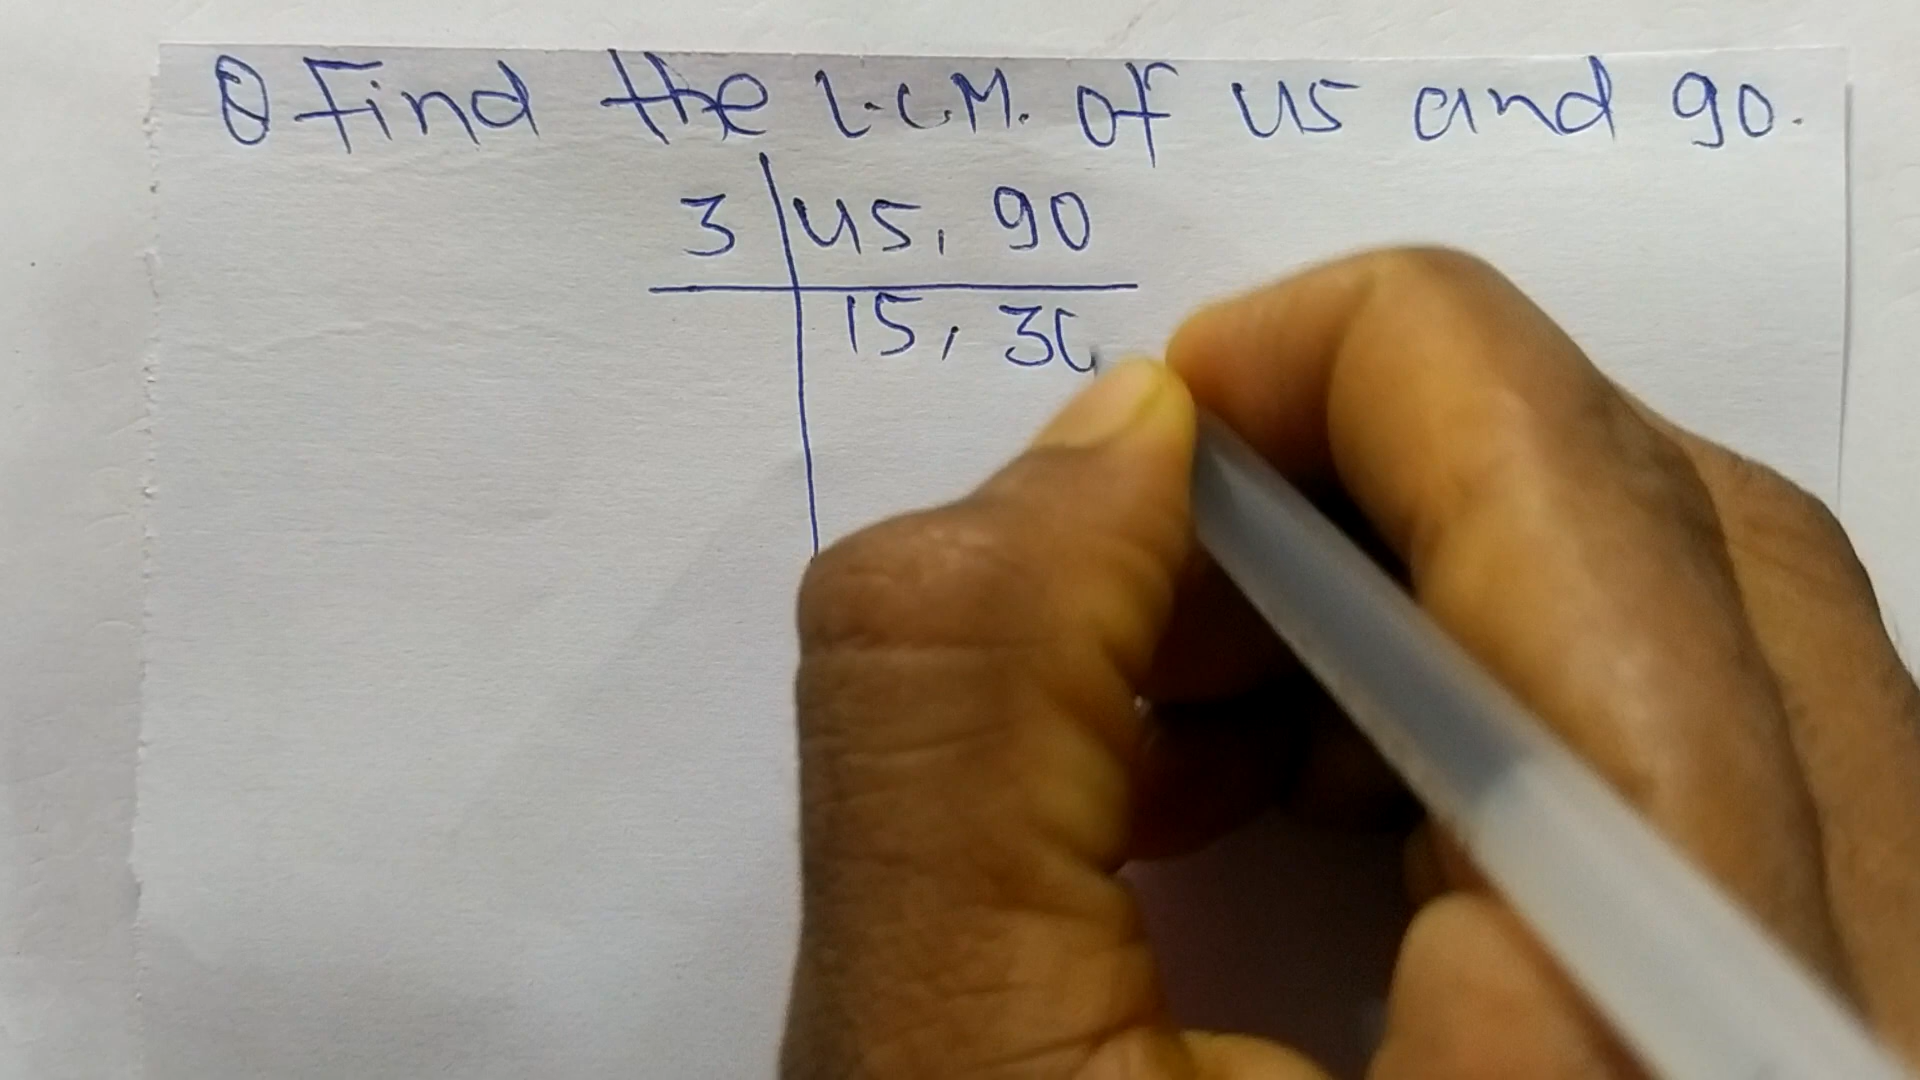 Q Find the L.C.M. of 45 and 90.
3 | 45, 90
15, 30